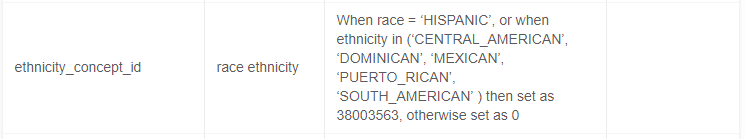 When race = ‘HISPANIC’, or when
ethnicity in (‘CENTRAL_AMERICAN’,
‘DOMINICAN’, ‘MEXICAN’,
ethnicity_concept_id race ethnicity ‘PUERTO_RICAN’,
‘SOUTH_AMERICAN’ ) then set as
38003563, otherwise set as 0